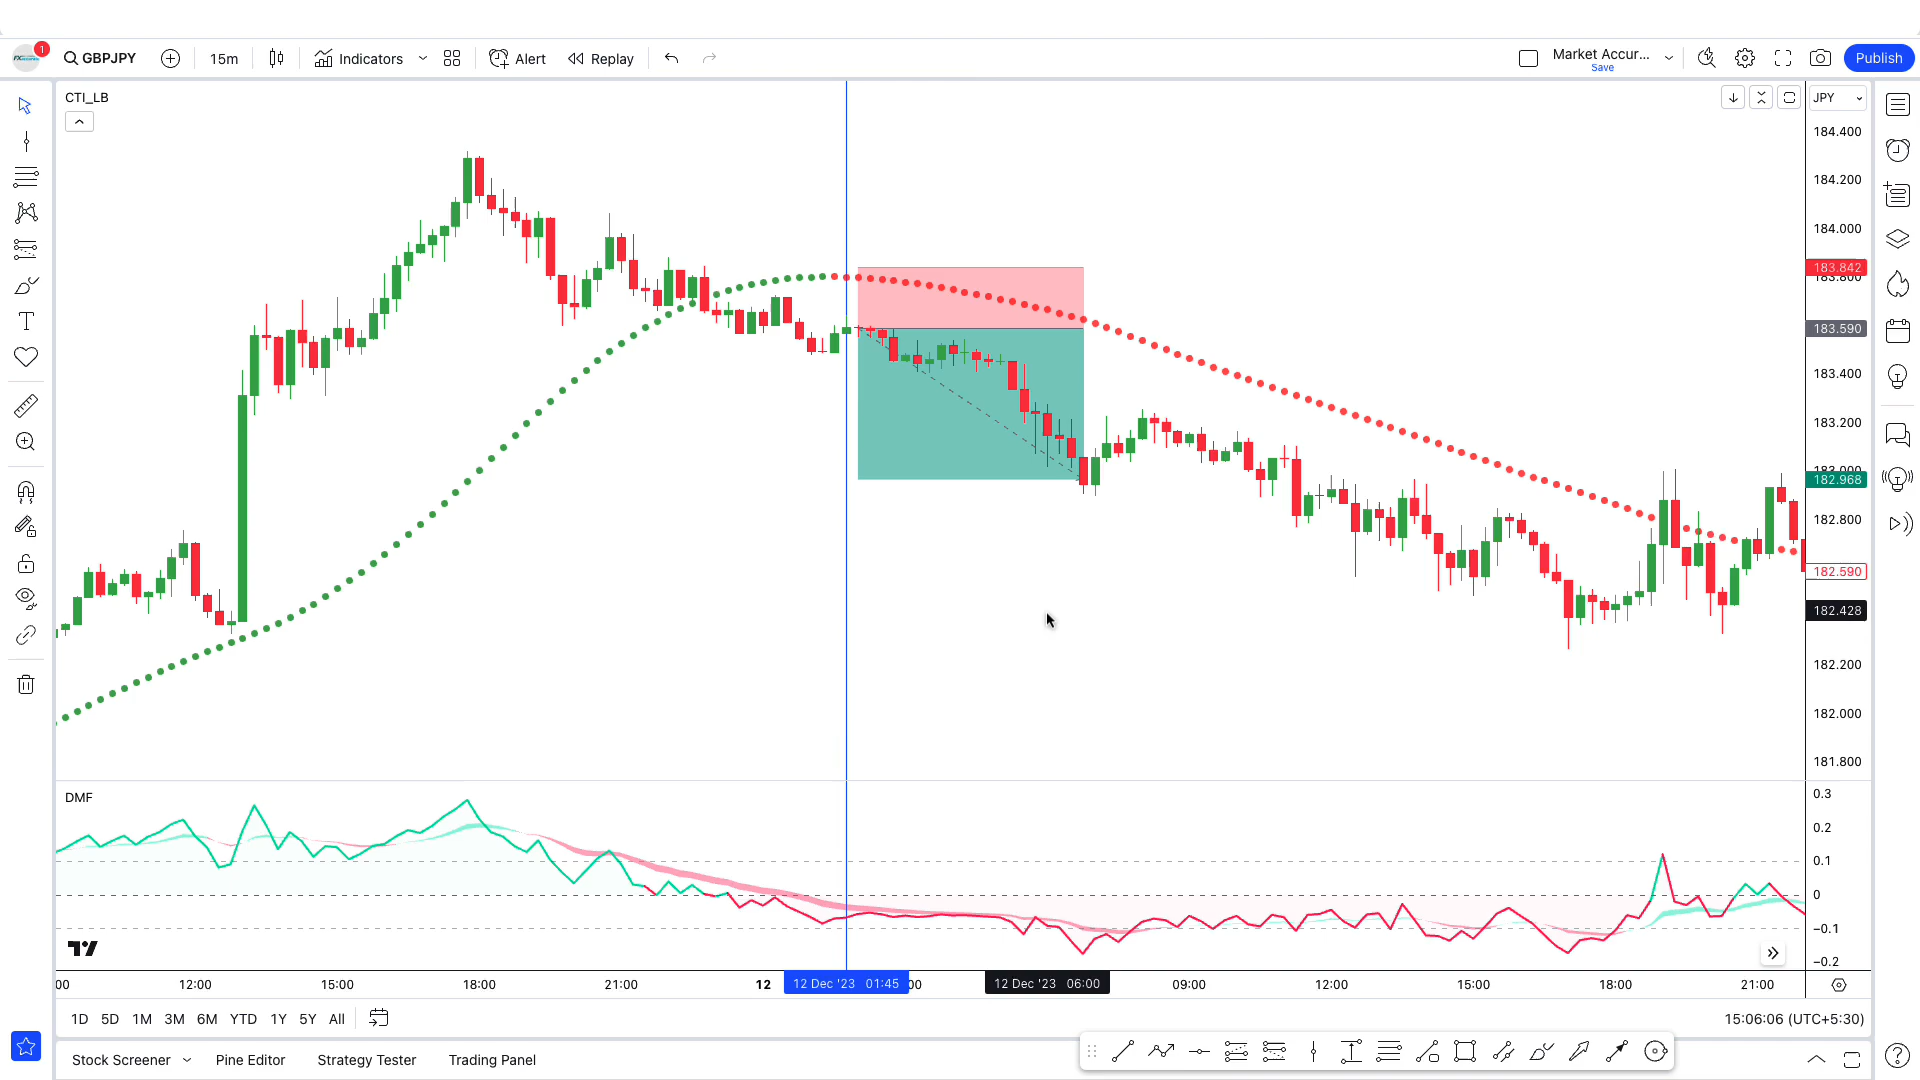 1
GBPJPY
15m
Indicators
Alert
Replay
Market Accur...
Save
Publish
CTI_LB
JPY
184.400
184.200
184.000
183.842
183.590
183.400
183.200
182.968
182.800
182.590
182.428
182.200
182.000
181.800
DMF
0.3
0.2
0.1
0
−0.1
−0.2
:00 12:00 15:00 18:00 21:00 12 12 Dec '23 01:45 12 Dec '23 06:00 09:00 12:00 15:00 18:00 21:00
1D 5D 1M 3M 6M YTD 1Y 5Y All
15:06:06 (UTC+5:30)
Stock Screener Pine Editor Strategy Tester Trading Panel